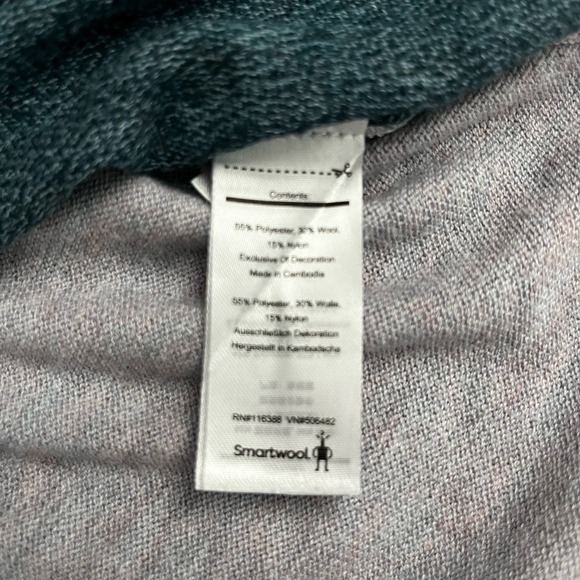 Contents:
55% Polyester, 30% Wool,
15% Nylon
Exclusive Of Decoration
Made in Cambodia
55% Polyester, 30% Wolle,
15% Nylon
Ausschließlich Dekoration
Hergestellt in Kambodscha
RN#116388 VN#506482
Smartwool